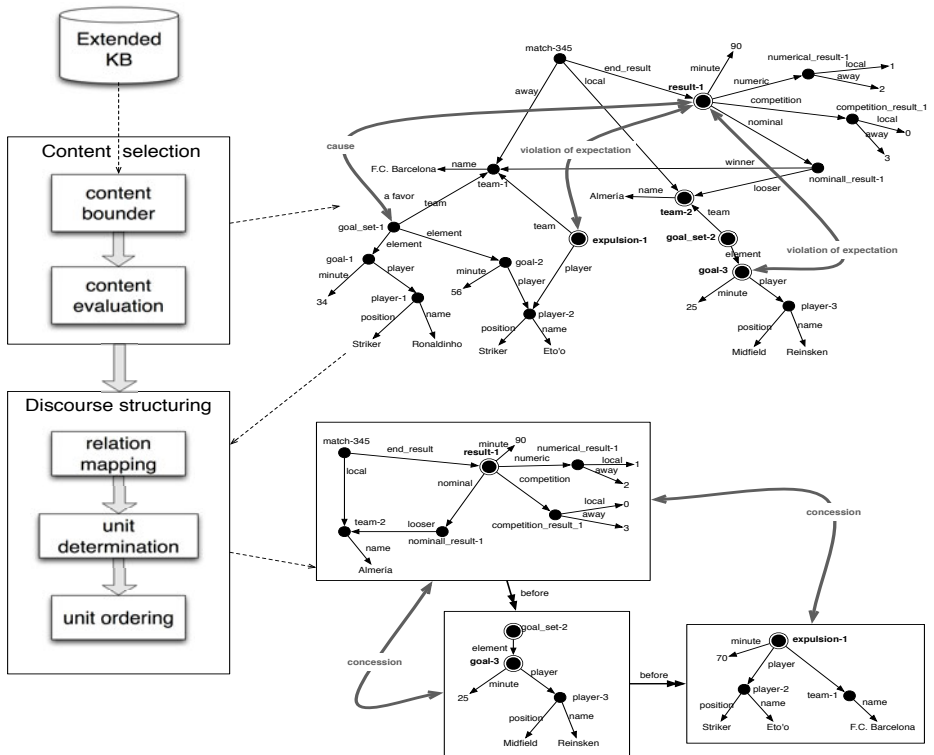 Extended
KB
Content selection
content
bounder
content
evaluation
Discourse structuring
relation
mapping
unit
determination
unit ordering
match-345
end_result
away
local
90
minute
result-1
numerical_result-1
local
1
away
2
numeric
competition
competition_result_1
local
0
away
3
nominal
cause
violation of expectation
winner
F.C. Barcelona
name
team-1
nominall_result-1
looser
a favor
team
Almeria
name
team-2
team
goal_set-1
element
element
team
expulsion-1
goal_set-2
element
violation of expectation
goal-1
goal-2
goal-3
minute
player
minute
player
player
minute
player
34
player-1
56
player-2
25
player-3
position
name
position
name
position
name
Striker
Ronaldinho
Striker
Eto'o
Midfield
Reinsken
match-345
end_result
minute
90
result-1
numerical_result-1
numeric
local
1
away
2
local
nominal
competition
local
0
away
3
team-2
looser
nominall_result-1
competition_result_1
name
Almeria
concession
before
concession
goal_set-2
element
goal-3
minute
player
25
player-3
position
name
Midfield
Reinsken
before
minute
expulsion-1
70
player
player-2
team-1
position
name
name
Striker
Eto'o
F.C. Barcelona